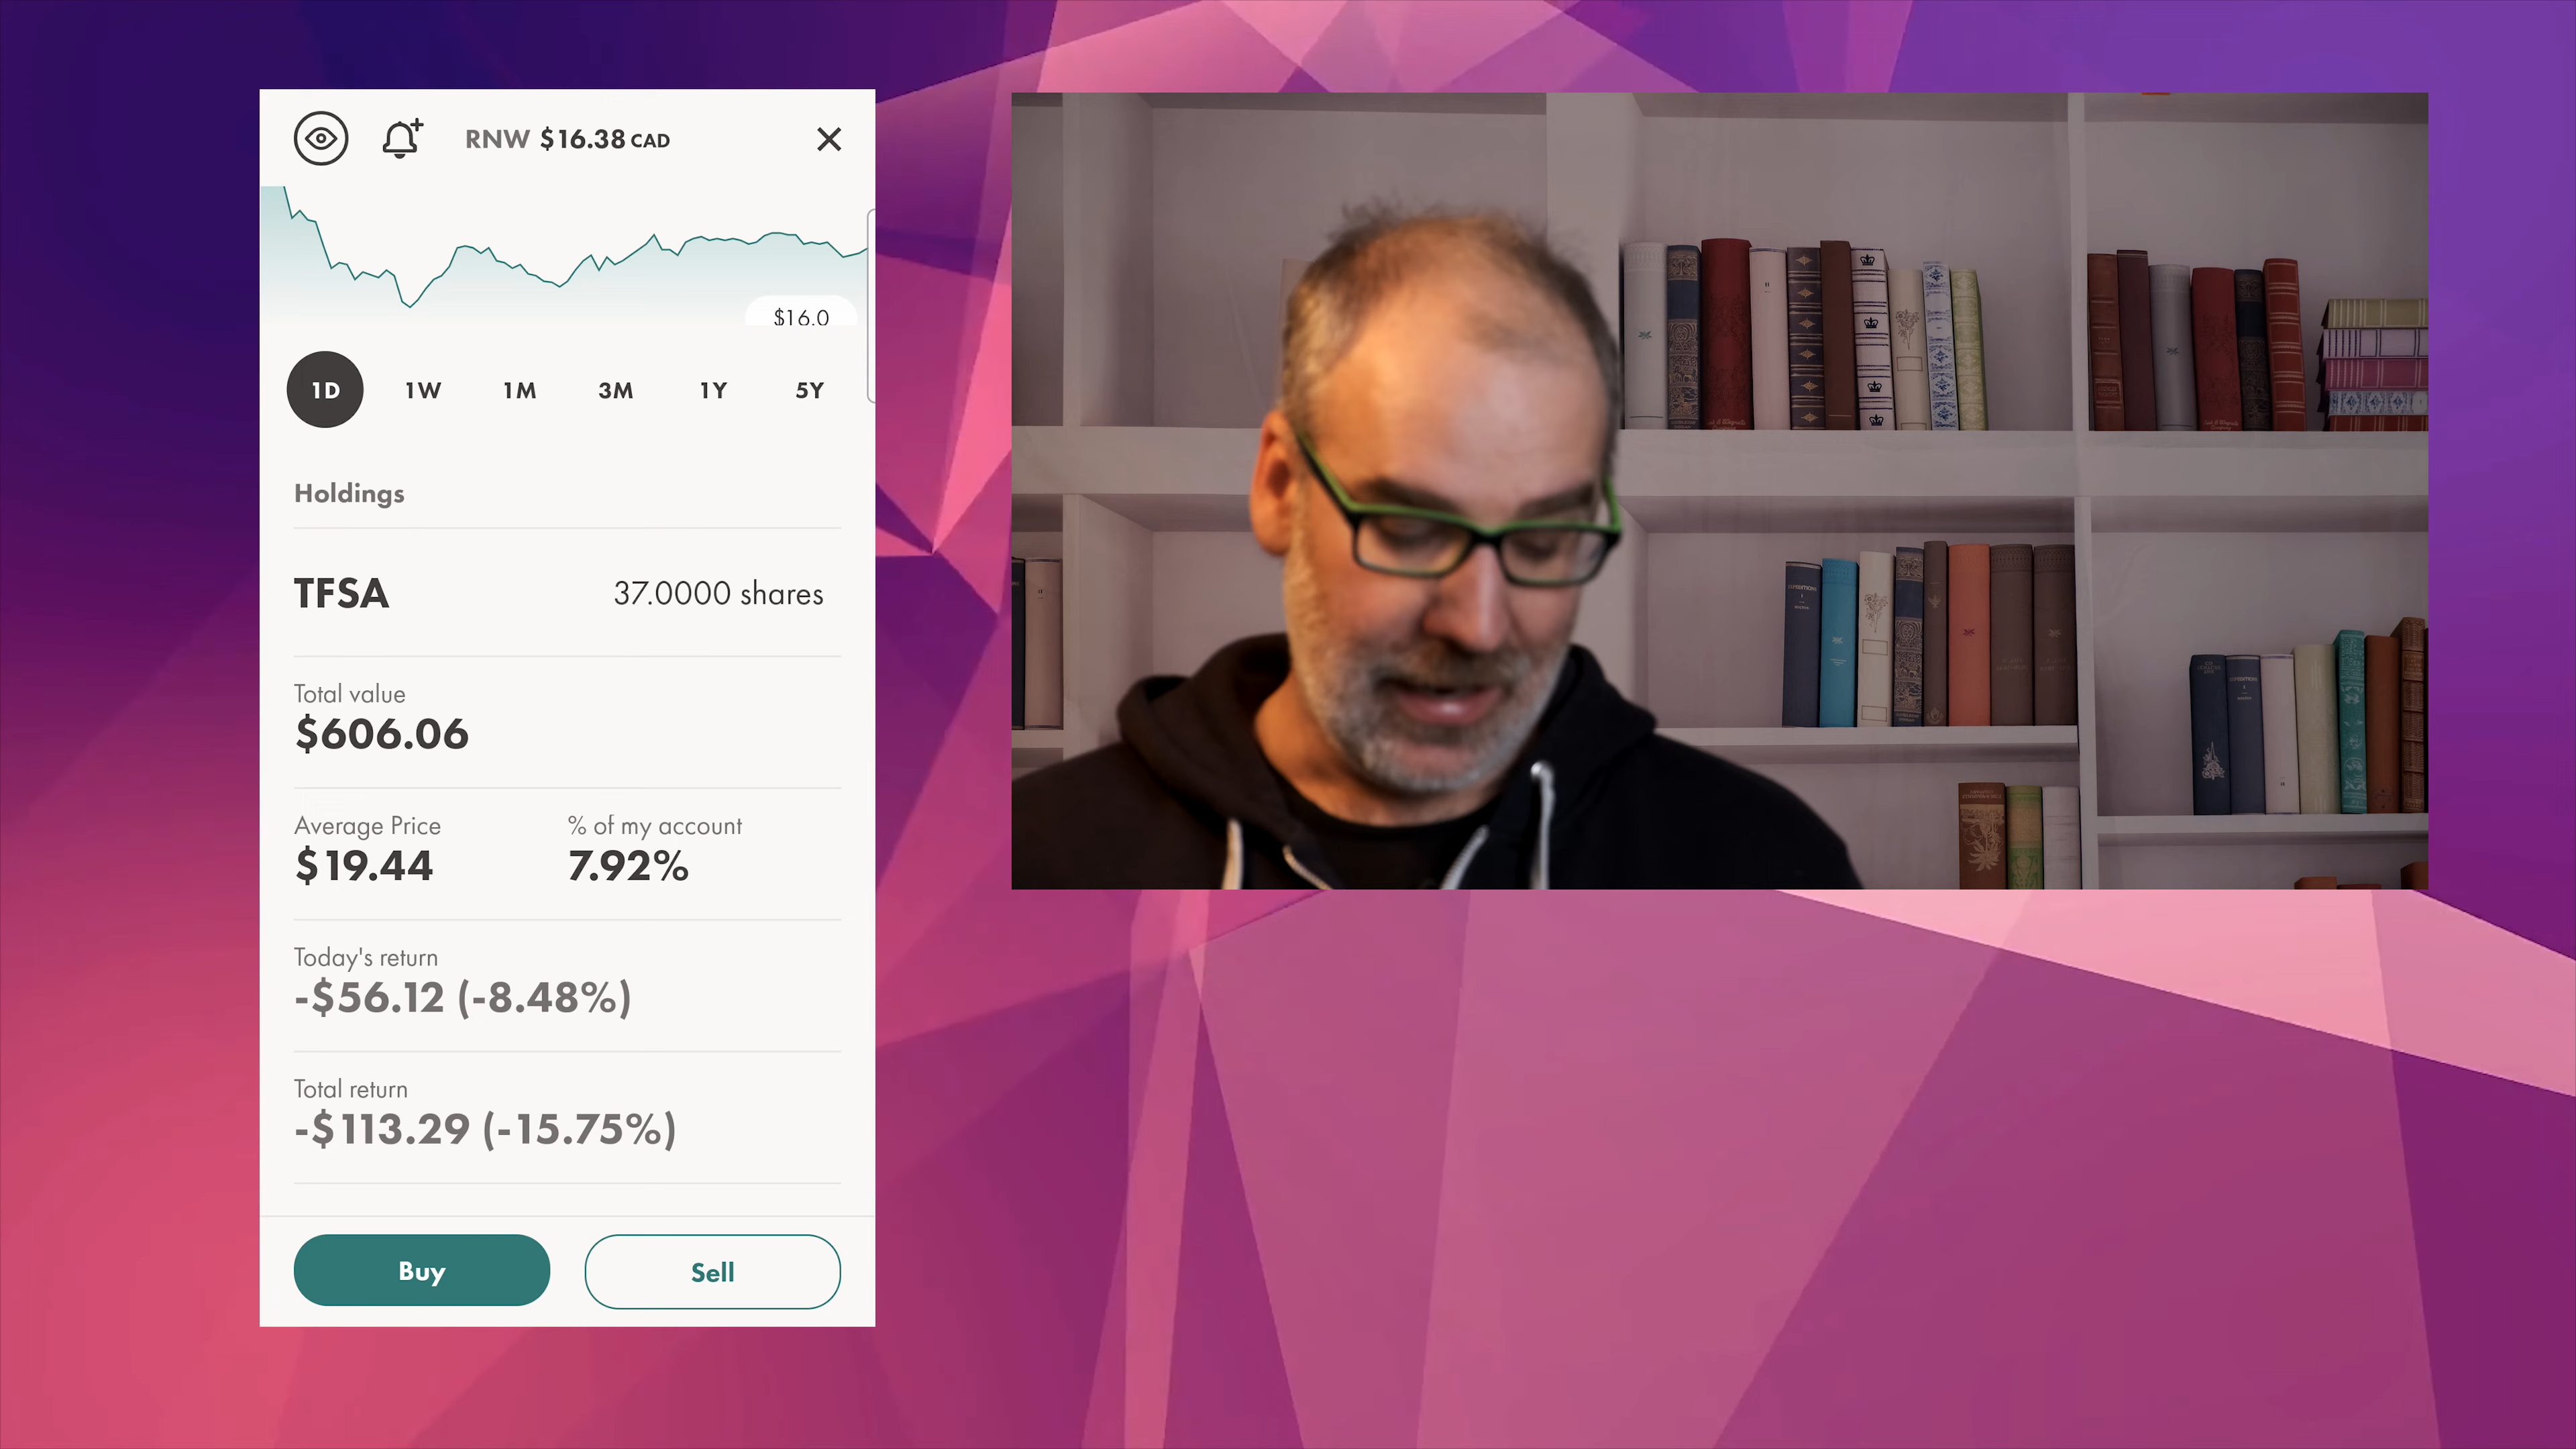 RNW $16.38 CAD
$16.0
1D 1W 1M 3M 1Y 5Y
Holdings
TFSA 37.0000 shares
Total value
$606.06
Average Price % of my account
$19.44 7.92%
Today's return
-$56.12 (-8.48%)
Total return
-$113.29 (-15.75%)
Buy Sell